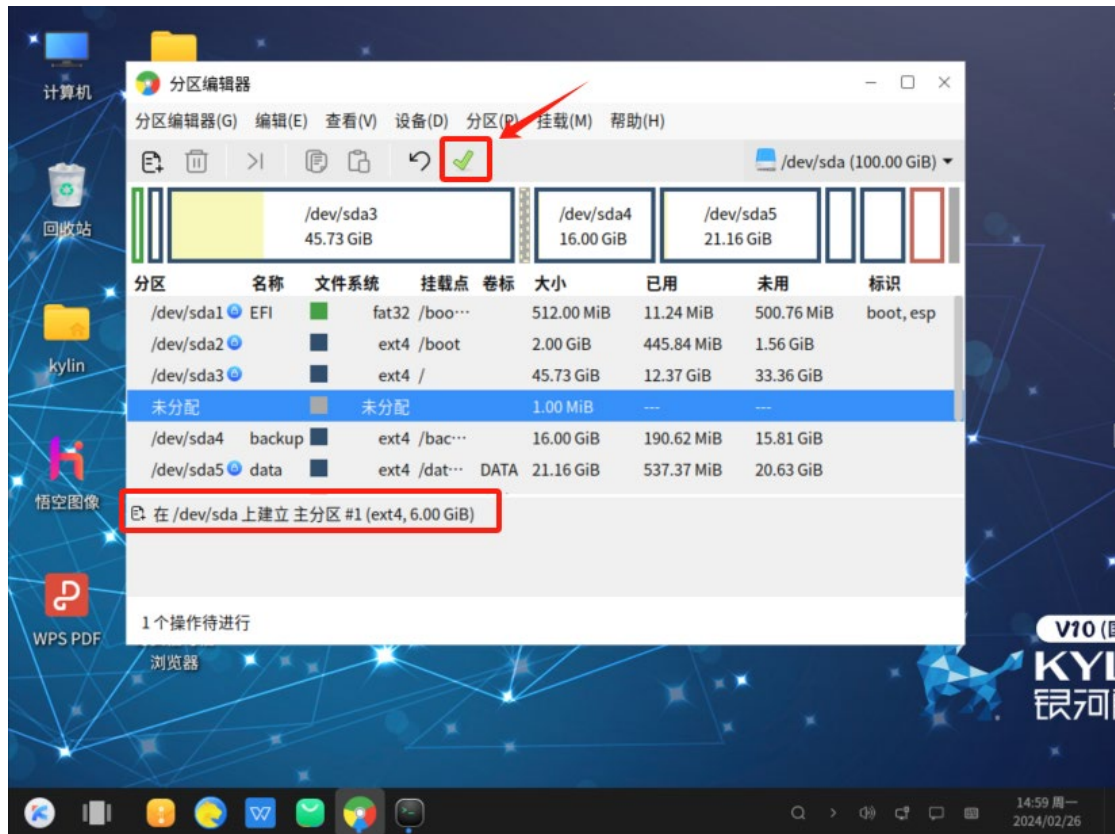 计算机
回收站
kylin
悟空图像
WPS PDF
浏览器
分区编辑器
分区编辑器(G) 编辑(E) 查看(V) 设备(D) 分区(P) 挂载(M) 帮助(H)
/dev/sda (100.00 GiB)
/dev/sda3 /dev/sda4 /dev/sda5
45.73 GiB 16.00 GiB 21.16 GiB
分区 名称 文件系统 挂载点 卷标 大小 已用 未用 标识
/dev/sda1 EFI fat32 /boo… 512.00 MiB 11.24 MiB 500.76 MiB boot, esp
/dev/sda2 ext4 /boot 2.00 GiB 445.84 MiB 1.56 GiB
/dev/sda3 ext4 / 45.73 GiB 12.37 GiB 33.36 GiB
未分配 未分配 1.00 MiB --- ---
/dev/sda4 backup ext4 /bac… 16.00 GiB 190.62 MiB 15.81 GiB
/dev/sda5 data ext4 /dat… DATA 21.16 GiB 537.37 MiB 20.63 GiB
在 /dev/sda 上建立 主分区 #1 (ext4, 6.00 GiB)
1 个操作待进行
V10
KYL
银河
14:59 周一
2024/02/26